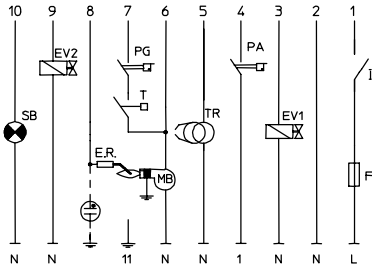 10 9 8 7 6 5 4 3 2 1
EV2 PG PA
I
T
SB TR EV1
E.R.
MB F
N N 11 N N 1 N N L